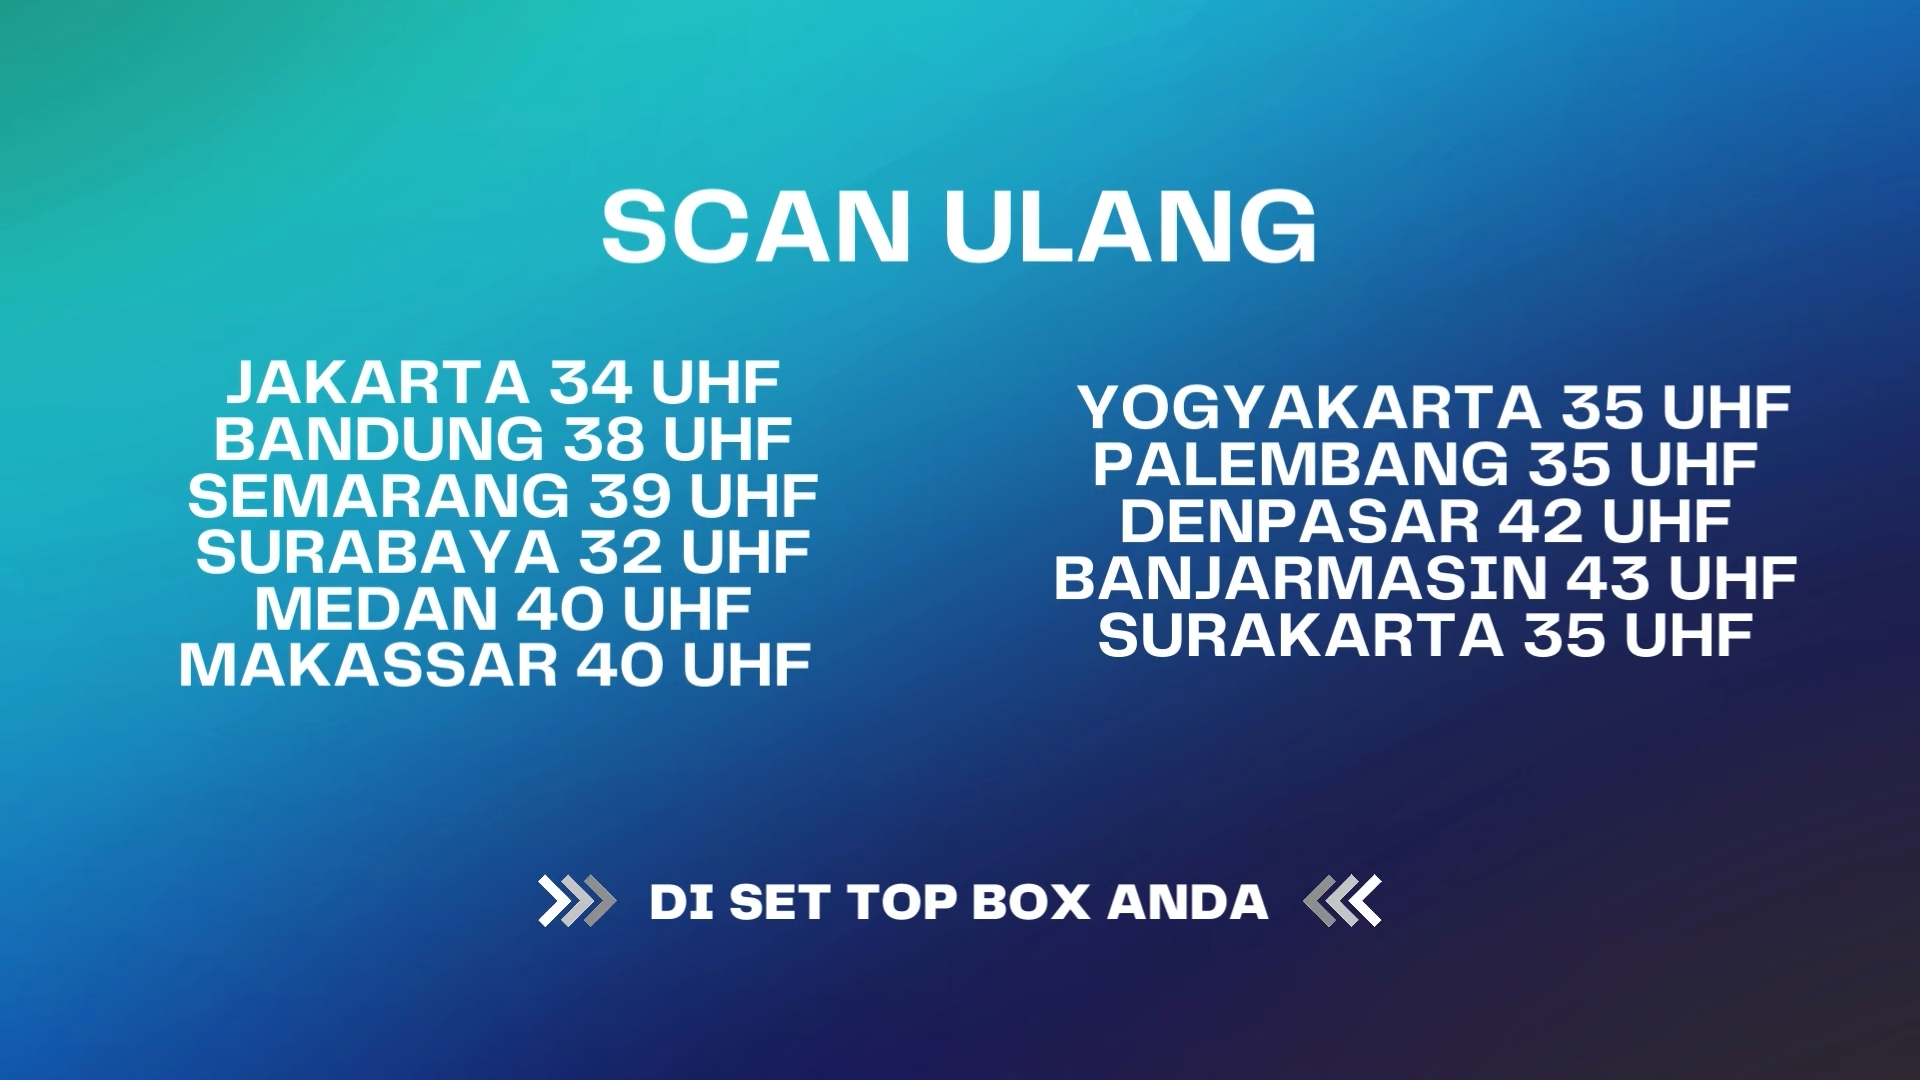 SCAN ULANG
JAKARTA 34 UHF
BANDUNG 38 UHF
SEMARANG 39 UHF
SURABAYA 32 UHF
MEDAN 40 UHF
MAKASSAR 40 UHF
YOGYAKARTA 35 UHF
PALEMBANG 35 UHF
DENPASAR 42 UHF
BANJARMASIN 43 UHF
SURAKARTA 35 UHF
DI SET TOP BOX ANDA